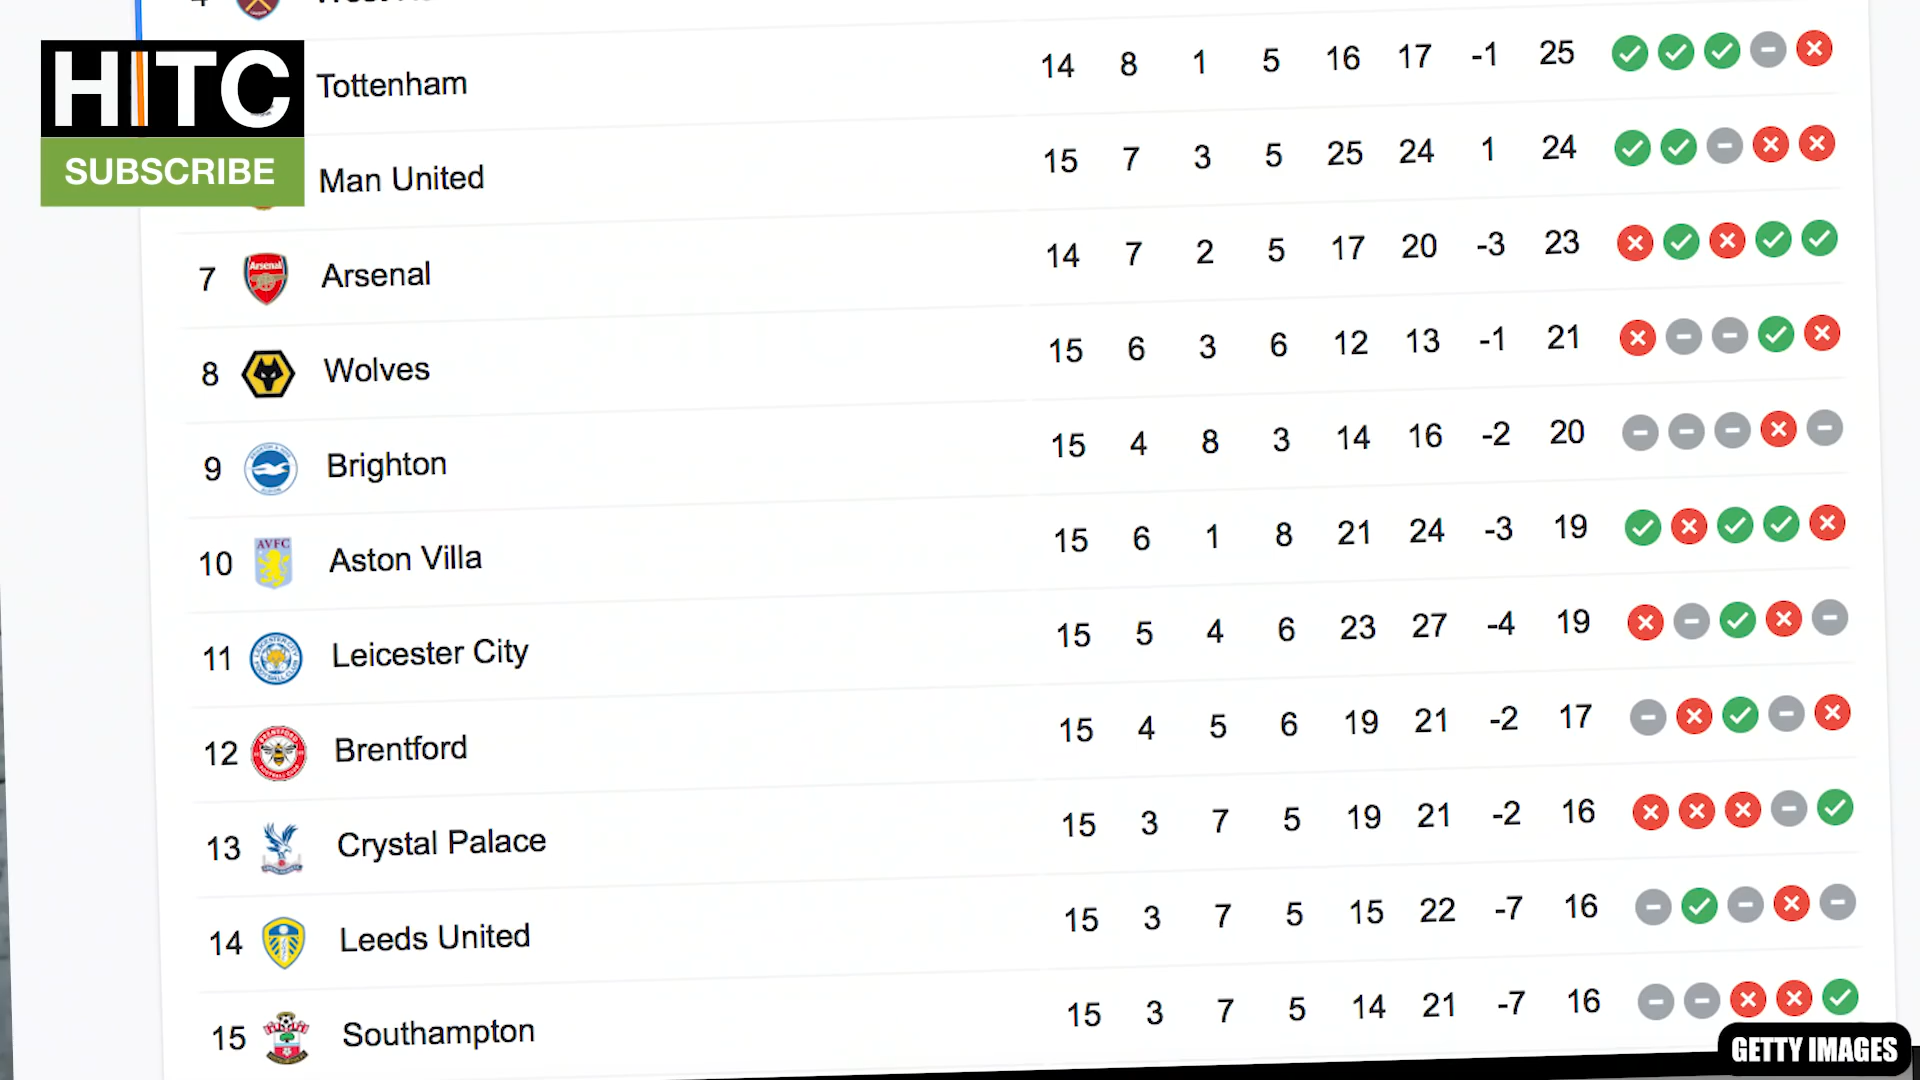 HITC
SUBSCRIBE
Tottenham 14 8 1 5 16 17 -1 25
Man United 15 7 3 5 25 24 1 24
7 Arsenal 14 7 2 5 17 20 -3 23
8 Wolves 15 6 3 6 12 13 -1 21
9 Brighton 15 4 8 3 14 16 -2 20
10 AVFC Aston Villa 15 6 1 8 21 24 -3 19
11 Leicester City 15 5 4 6 23 27 -4 19
12 Brentford 15 4 5 6 19 21 -2 17
13 Crystal Palace 15 3 7 5 19 21 -2 16
14 Leeds United 15 3 7 5 15 22 -7 16
15 Southampton 15 3 7 5 14 21 -7 16
GETTY IMAGES